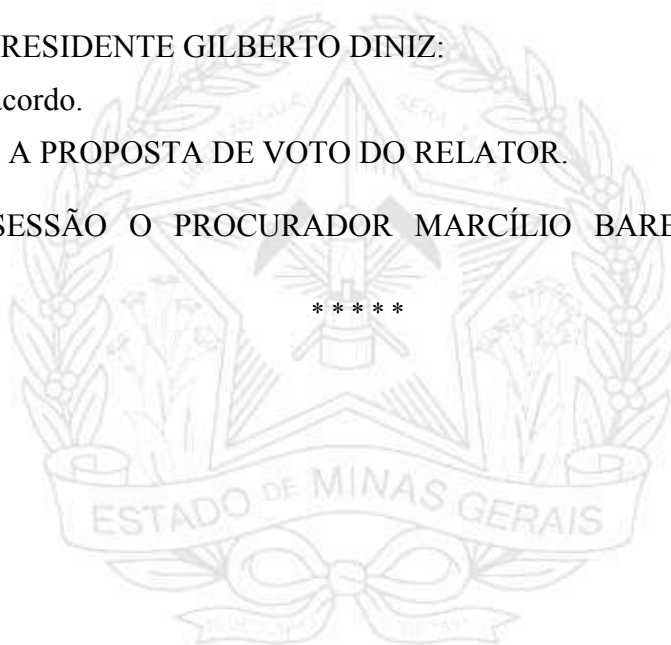 RESIDENTE GILBERTO DINIZ:
cordo.
A PROPOSTA DE VOTO DO RELATOR.
SESSÃO O PROCURADOR MARCÍLIO BARE
* * * * *
ESTADO DE MINAS GERAIS